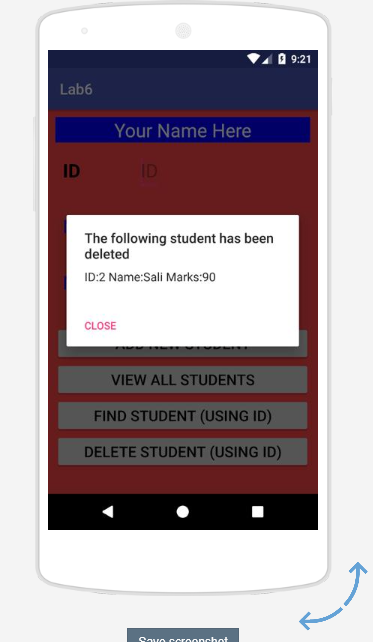 9:21
Lab6
Your Name Here
ID ID
The following student has been
deleted
ID:2 Name:Sali Marks:90
CLOSE
ADD NEW STUDENT
VIEW ALL STUDENTS
FIND STUDENT (USING ID)
DELETE STUDENT (USING ID)
Save screenshot